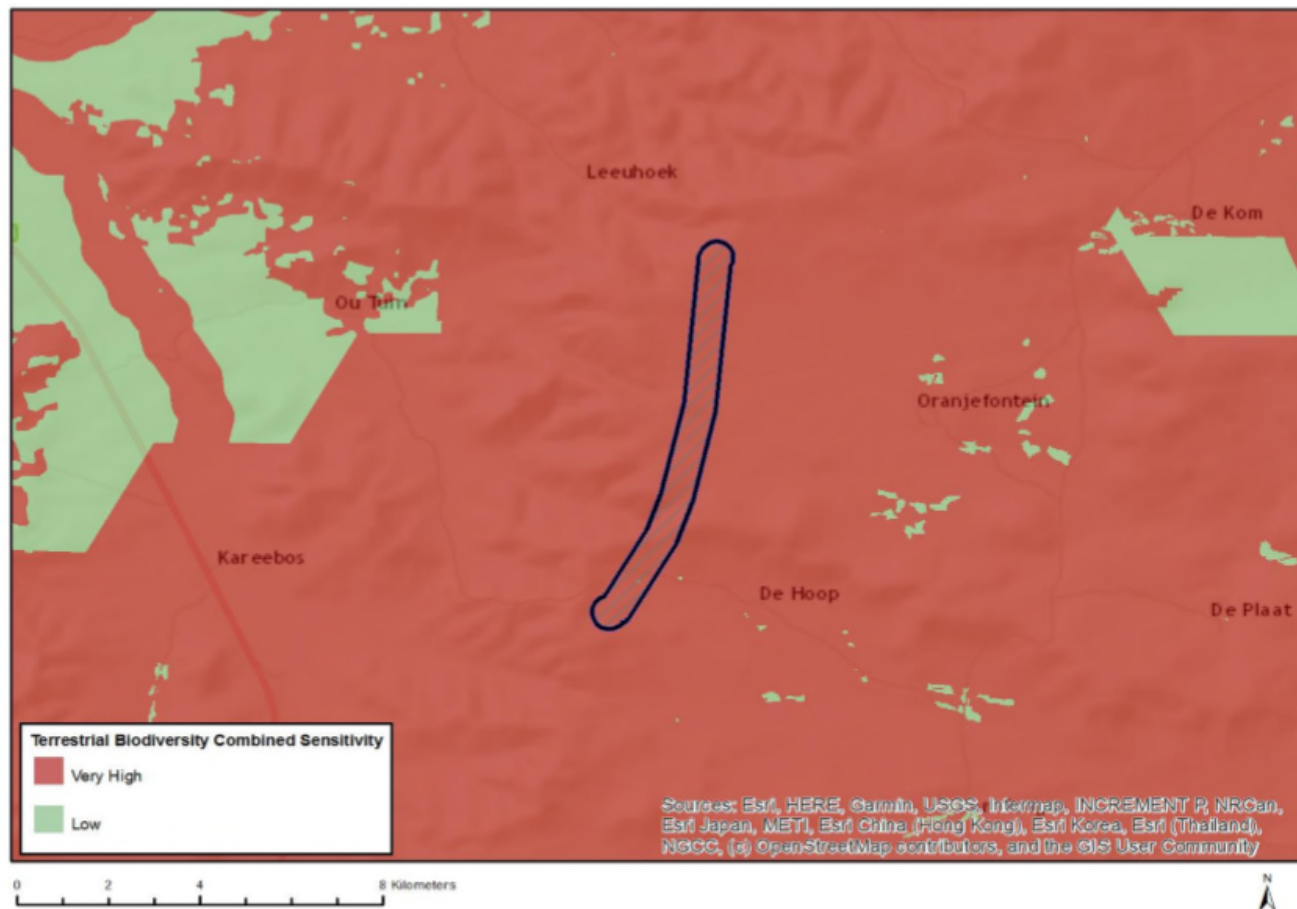 Leeuhoek
De Kom
Ou Tuin
Oranjefontein
Kareebos
De Hoop
De Plaat
Terrestrial Biodiversity Combined Sensitivity
Very High
Low
Sources: Esri, HERE, Garmin, USGS, Intermap, INCREMENT P, NRCan,
Esri Japan, METI, Esri China (Hong Kong), Esri Korea, Esri (Thailand),
NGCC, (c) OpenStreetMap contributors, and the GIS User Community
0 2 4 8 Kilometers
N